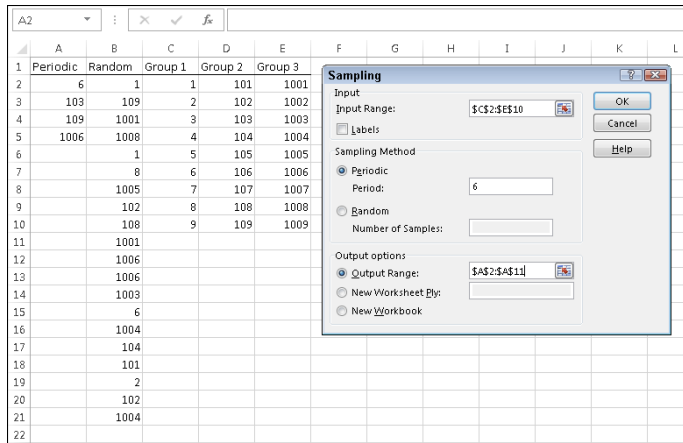 A2 fx
A B C D E F G H I J K L
1 Periodic Random Group 1 Group 2 Group 3
2 6 1 1 101 1001
3 103 109 2 102 1002
4 109 1001 3 103 1003
5 1006 1008 4 104 1004
6 1 5 105 1005
7 8 6 106 1006
8 1005 7 107 1007
9 102 8 108 1008
10 108 9 109 1009
11 1001
12 1006
13 1006
14 1003
15 6
16 1004
17 104
18 101
19 2
20 102
21 1004
22
Sampling
Input
Input Range: $C$2:$E$10
Labels
Sampling Method
Periodic
Period: 6
Random
Number of Samples:
Output options
Output Range: $A$2:$A$11
New Worksheet Ply:
New Workbook
OK
Cancel
Help